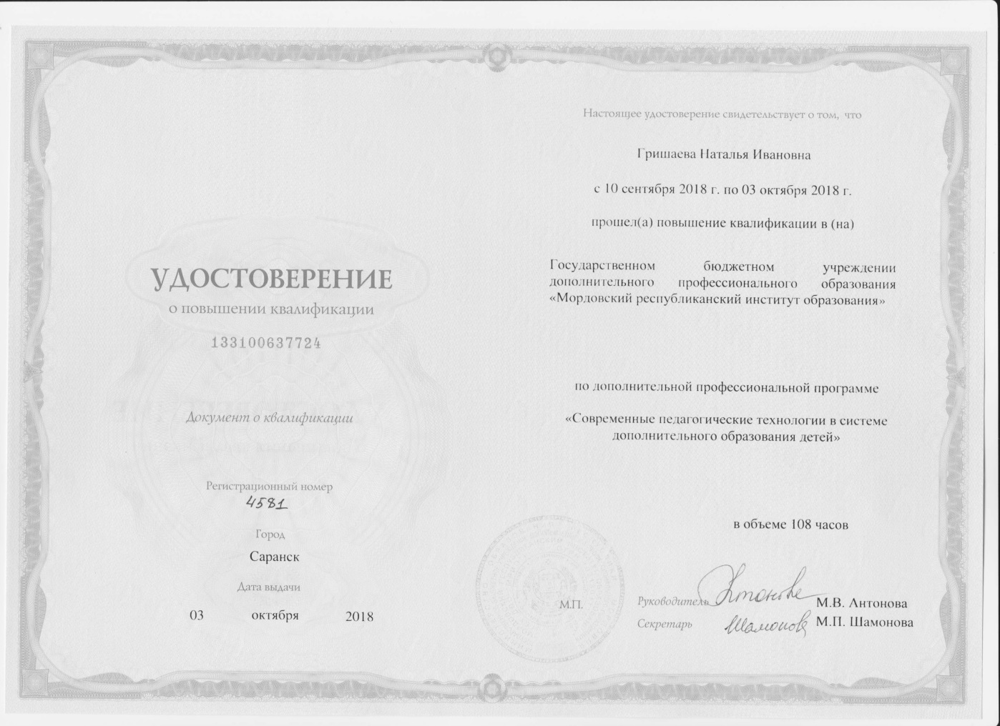 УДОСТОВЕРЕНИЕ
о повышении квалификации
133100637724
Документ о квалификации
Регистрационный номер
4581
Город
Саранск
Дата выдачи
03 октября 2018
Настоящее удостоверение свидетельствует о том, что
Гришаева Наталья Ивановна
с 10 сентября 2018 г. по 03 октября 2018 г.
прошел(а) повышение квалификации в (на)
Государственном бюджетном учреждении
дополнительного профессионального образования
«Мордовский республиканский институт образования»
по дополнительной профессиональной программе
«Современные педагогические технологии в системе
дополнительного образования детей»
в объеме 108 часов
М.П.
Руководитель Антонова М.В. Антонова
Секретарь Шамонова М.П. Шамонова